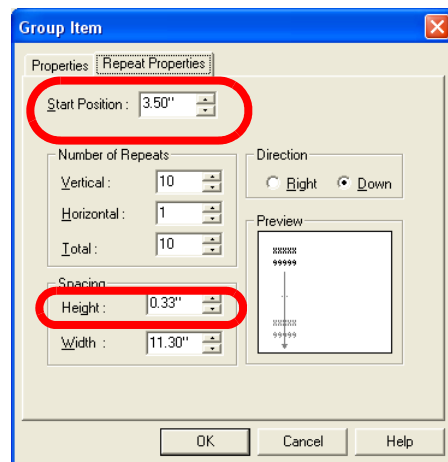 Group Item
Properties Repeat Properties
Start Position : 3.50"
Number of Repeats
Vertical : 10
Horizontal : 1
Total : 10
Direction
Right Down
Preview
XXXXX
99999
XXXXX
99999
Spacing
Height : 0.33"
Width : 11.30"
OK Cancel Help